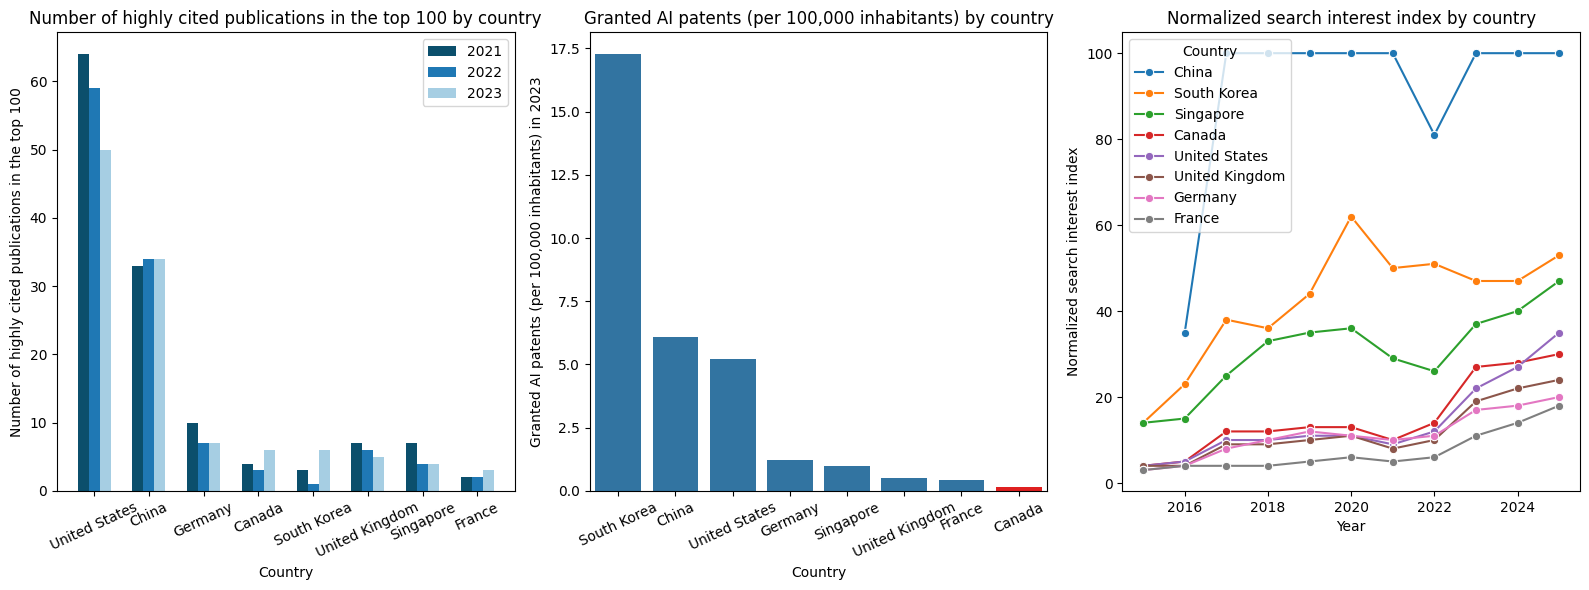 Number of highly cited publications in the top 100 by country
Number of highly cited publications in the top 100
60
50
40
30
20
10
0
2021
2022
2023
United States
China
Germany
Canada
South Korea
United Kingdom
Singapore
France
Country
Granted AI patents (per 100,000 inhabitants) by country
Granted AI patents (per 100,000 inhabitants) in 2023
17.5
15.0
12.5
10.0
7.5
5.0
2.5
0.0
South Korea
China
United States
Germany
Singapore
United Kingdom
France
Canada
Country
Normalized search interest index by country
Normalized search interest index
100
80
60
40
20
0
Country
China
South Korea
Singapore
Canada
United States
United Kingdom
Germany
France
2016
2018
2020
2022
2024
Year